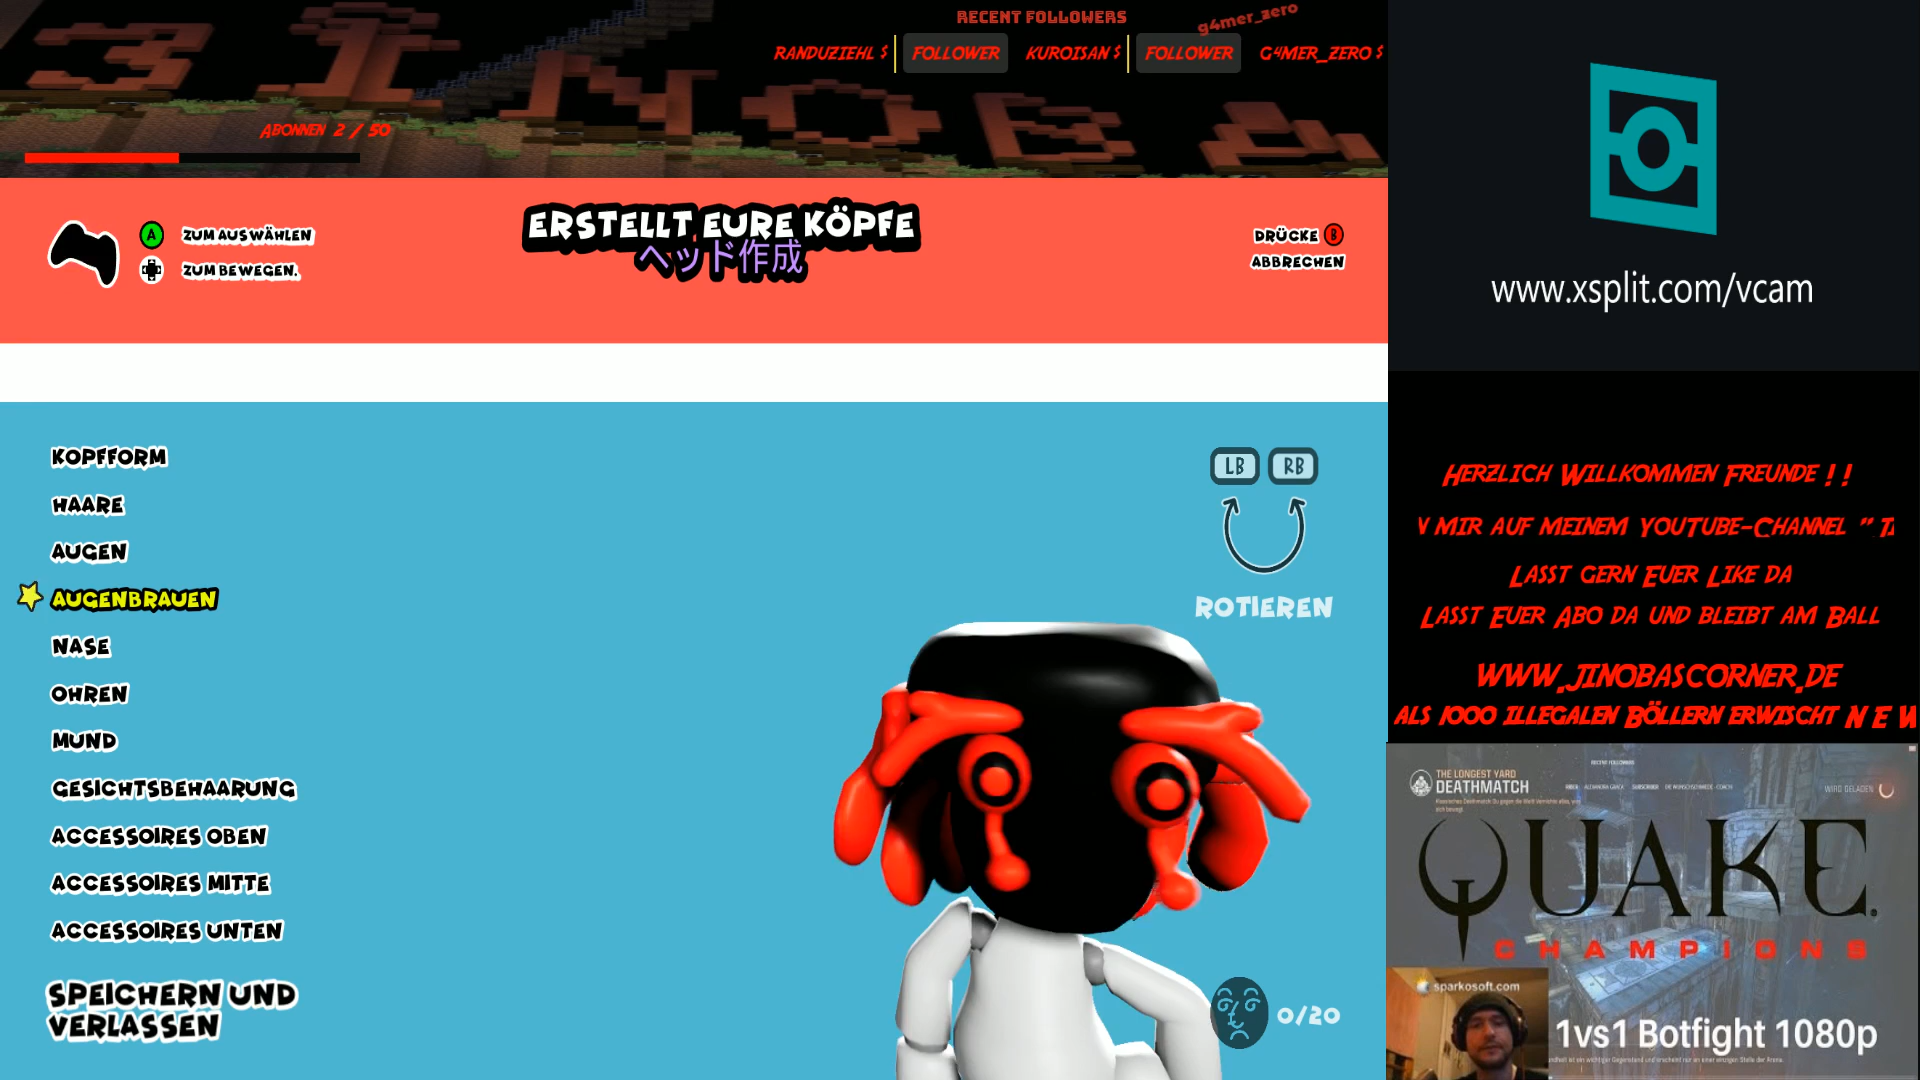 RECENT FOLLOWERS
g4mer_zero
RANDUZIEHL $ FOLLOWER KUROISAN $ FOLLOWER G4MER_ZERO $
ABONNEN 2 / 50
ZUM AUSWÄHLEN
ZUM BEWEGEN.
ERSTELLT EURE KÖPFE
ヘッド作成
DRÜCKE B
ABBRECHEN
KOPFFORM
HAARE
AUGEN
AUGENBRAUEN
NASE
OHREN
MUND
GESICHTSBEHAARUNG
ACCESSOIRES OBEN
ACCESSOIRES MITTE
ACCESSOIRES UNTEN
SPEICHERN UND
VERLASSEN
LB RB
ROTIEREN
0/20
www.xsplit.com/vcam
HERZLICH WILLKOMMEN FREUNDE ! !
MIR AUF MEINEM YOUTUBE-CHANNEL "
LASST GERN EUER LIKE DA
LASST EUER ABO DA UND BLEIBT AM BALL
WWW.JINOBASCORNER.DE
ALS 1000 ILLEGALEN BÖLLERN ERWISCHT N E W
RECENT FOLLOWERS
THE LONGEST YARD
DEATHMATCH
WIRD GELADEN
QUAKE
CHAMPIONS
sparkosoft.com
1vs1 Botfight 1080p